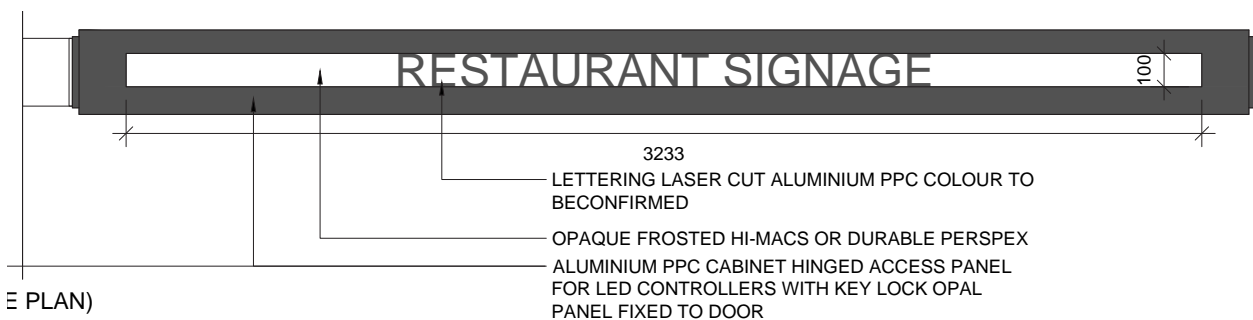 RESTAURANT SIGNAGE
100
3233
LETTERING LASER CUT ALUMINIUM PPC COLOUR TO
BECONFIRMED
OPAQUE FROSTED HI-MACS OR DURABLE PERSPEX
ALUMINIUM PPC CABINET HINGED ACCESS PANEL
FOR LED CONTROLLERS WITH KEY LOCK OPAL
PANEL FIXED TO DOOR
E PLAN)